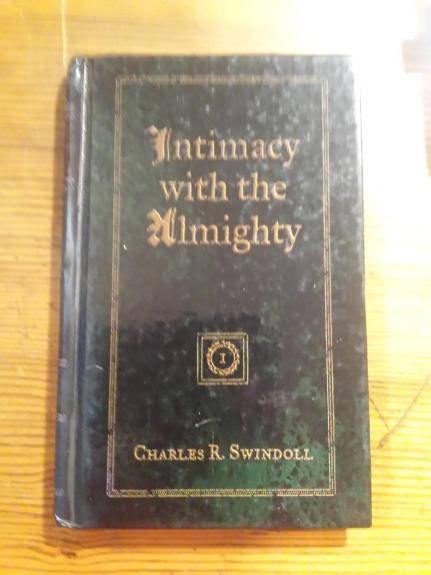 Intimacy
with the
Almighty
I
CHARLES R. SWINDOLL